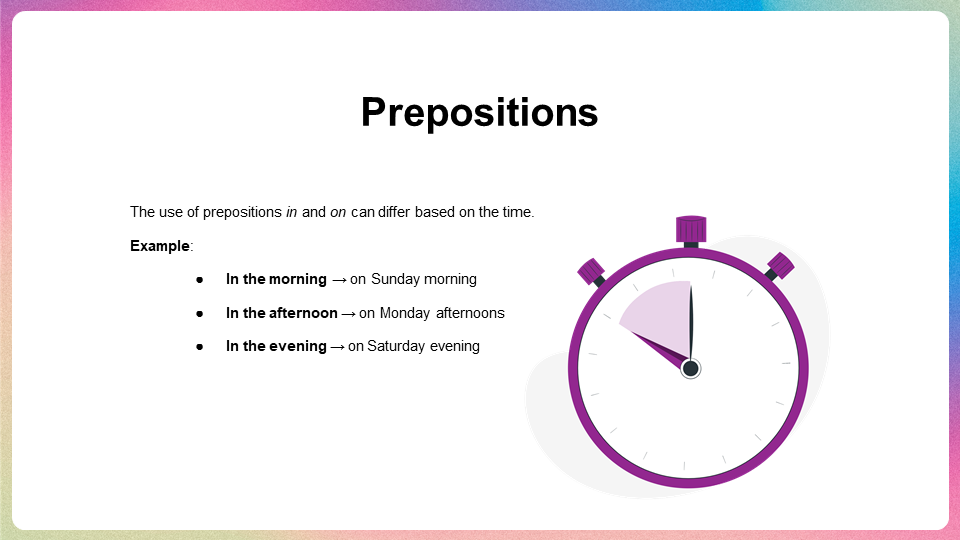 Prepositions
The use of prepositions in and on can differ based on the time.
Example:
● In the morning → on Sunday morning
● In the afternoon → on Monday afternoons
● In the evening → on Saturday evening